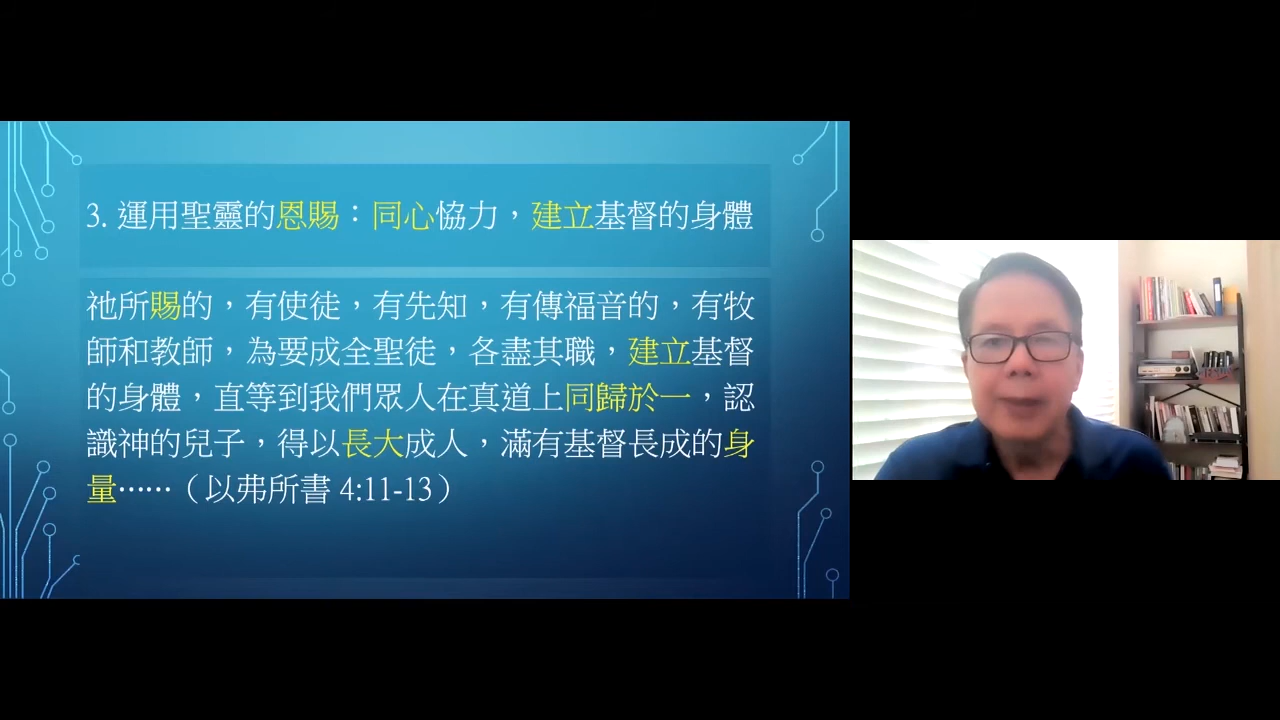 3. 運用聖靈的恩賜：同心恊力，建立基督的身體
祂所賜的，有使徒，有先知，有傳福音的，有牧
師和教師，為要成全聖徒，各盡其職，建立基督
的身體，直等到我們眾人在真道上同歸於一，認
識神的兒子，得以長大成人，滿有基督長成的身
量……（以弗所書 4:11-13）